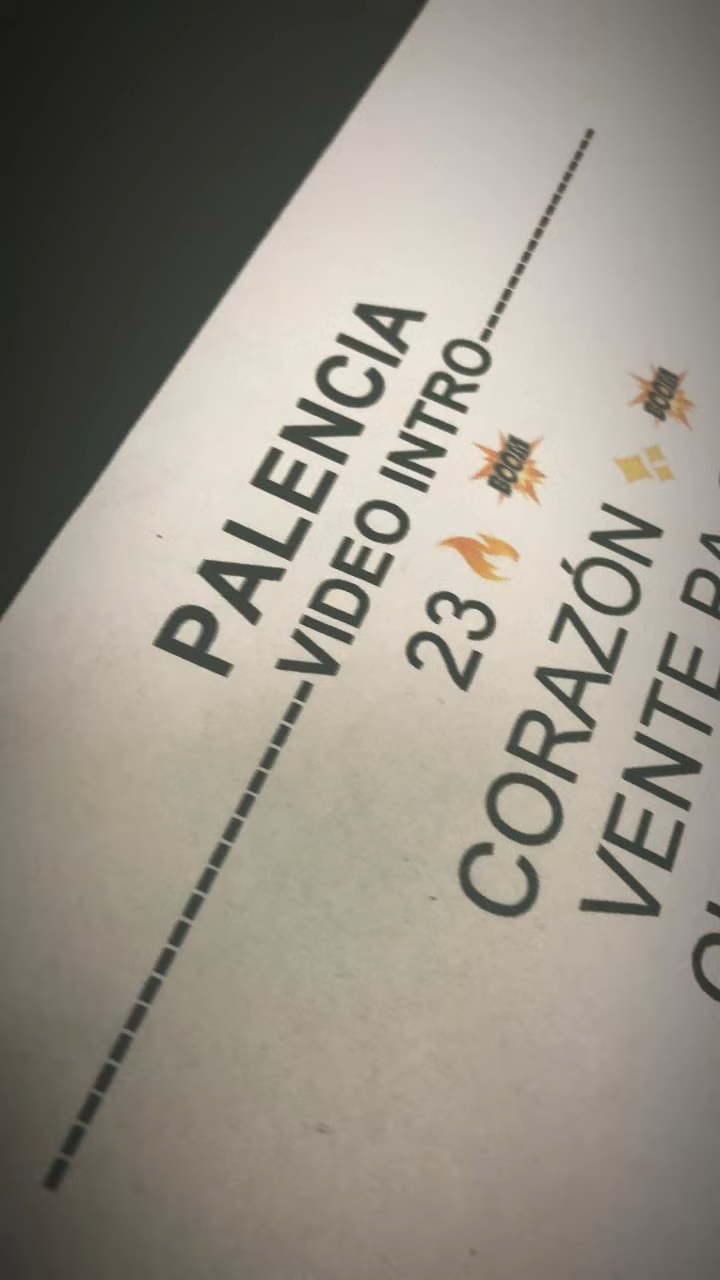 PALENCIA
--------------------VIDEO INTRO--------------------
23 🔥 💥
CORAZÓN ✨ 💥
VENTE